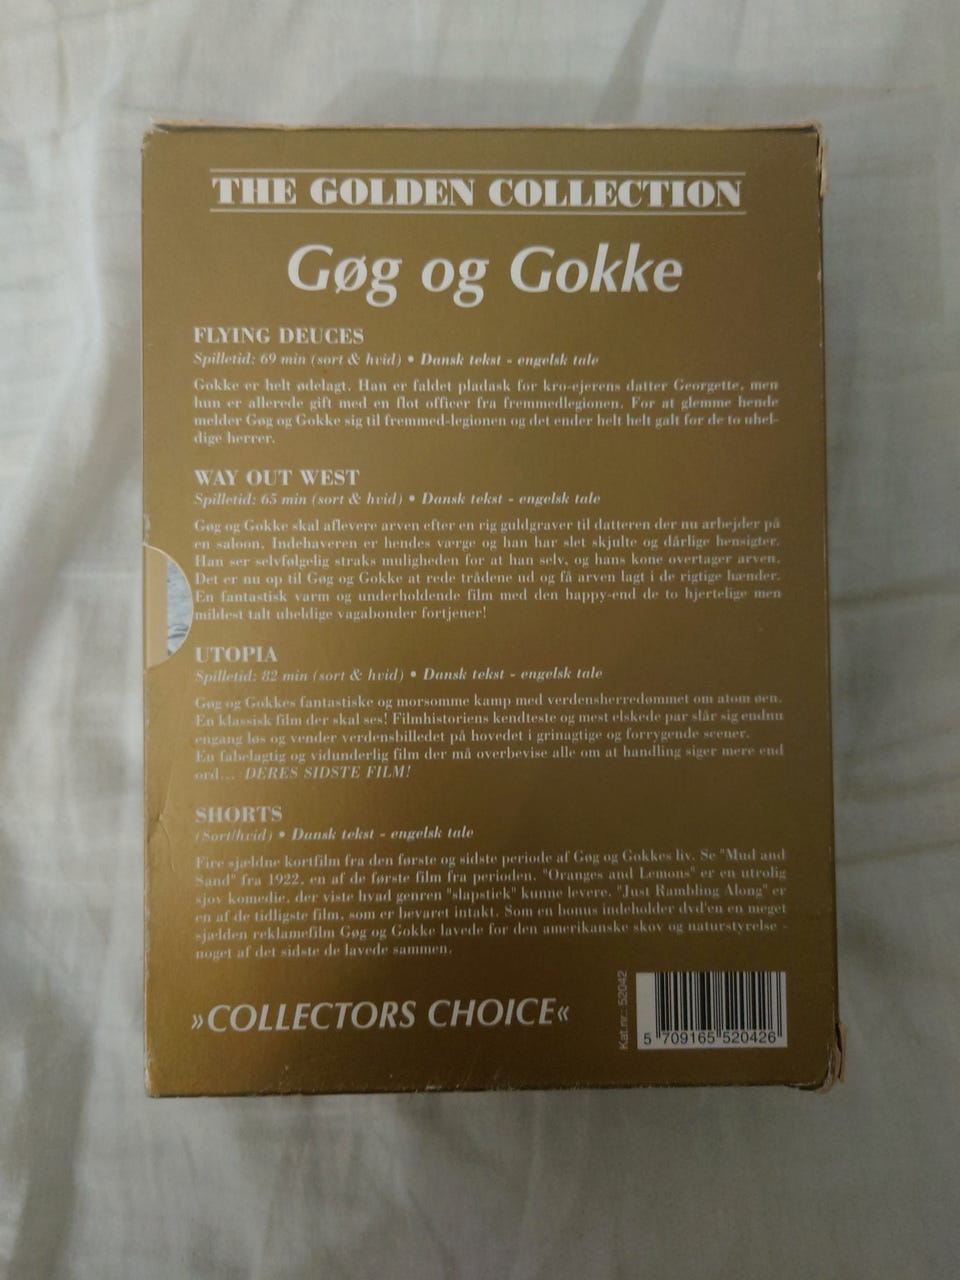 THE GOLDEN COLLECTION
Gøg og Gokke
FLYING DEUCES
Spilletid: 69 min (sort & hvid) • Dansk tekst - engelsk tale
Gokke er helt ødelagt. Han er faldet pladask for kro-ejerens datter Georgette, men
hun er allerede gift med en flot officer fra fremmedlegionen. For at glemme hende
melder Gøg og Gokke sig til fremmed-legionen og det ender helt helt galt for de to uhel-
dige herrer.
WAY OUT WEST
Spilletid: 65 min (sort & hvid) • Dansk tekst - engelsk tale
Gøg og Gokke skal aflevere arven efter en rig guldgraver til datteren der nu arbejder på
en saloon. Indehaveren er hendes værge og han har slet skjulte og dårlige hensigter.
Han ser selvfølgelig straks muligheden for at han selv, og hans kone overtager arven.
Det er nu op til Gøg og Gokke at rede trådene ud og få arven lagt i de rigtige hænder.
En fantastisk varm og underholdende film med den happy-end de to hjertelige men
mildest talt uheldige vagabonder fortjener!
UTOPIA
Spilletid: 82 min (sort & hvid) • Dansk tekst - engelsk tale
Gøg og Gokkes fantastiske og morsomme kamp med verdensherredømmet om atom øen.
En klassisk film der skal ses! Filmhistoriens kendteste og mest elskede par slår sig endnu
engang løs og vender verdensbilledet på hovedet i grinagtige og forrygende scener.
En fabelagtig og vidunderlig film der må overbevise alle om at handling siger mere end
ord... DERES SIDSTE FILM!
SHORTS
(Sort/hvid) • Dansk tekst - engelsk tale
Fire sjældne kortfilm fra den første og sidste periode af Gøg og Gokkes liv. Se "Mud and
Sand" fra 1922, en af de første film fra perioden. "Oranges and Lemons" er en utrolig
sjov komedie, der viste hvad genren "slapstick" kunne levere. "Just Rambling Along" er
en af de tidligste film, som er bevaret intakt. Som en bonus indeholder dvd'en en meget
sjælden reklamefilm Gøg og Gokke lavede for den amerikanske skov og naturstyrelse -
noget af det sidste de lavede sammen.
»COLLECTORS CHOICE«
Kat.nr.: 52042
5 709165 520426